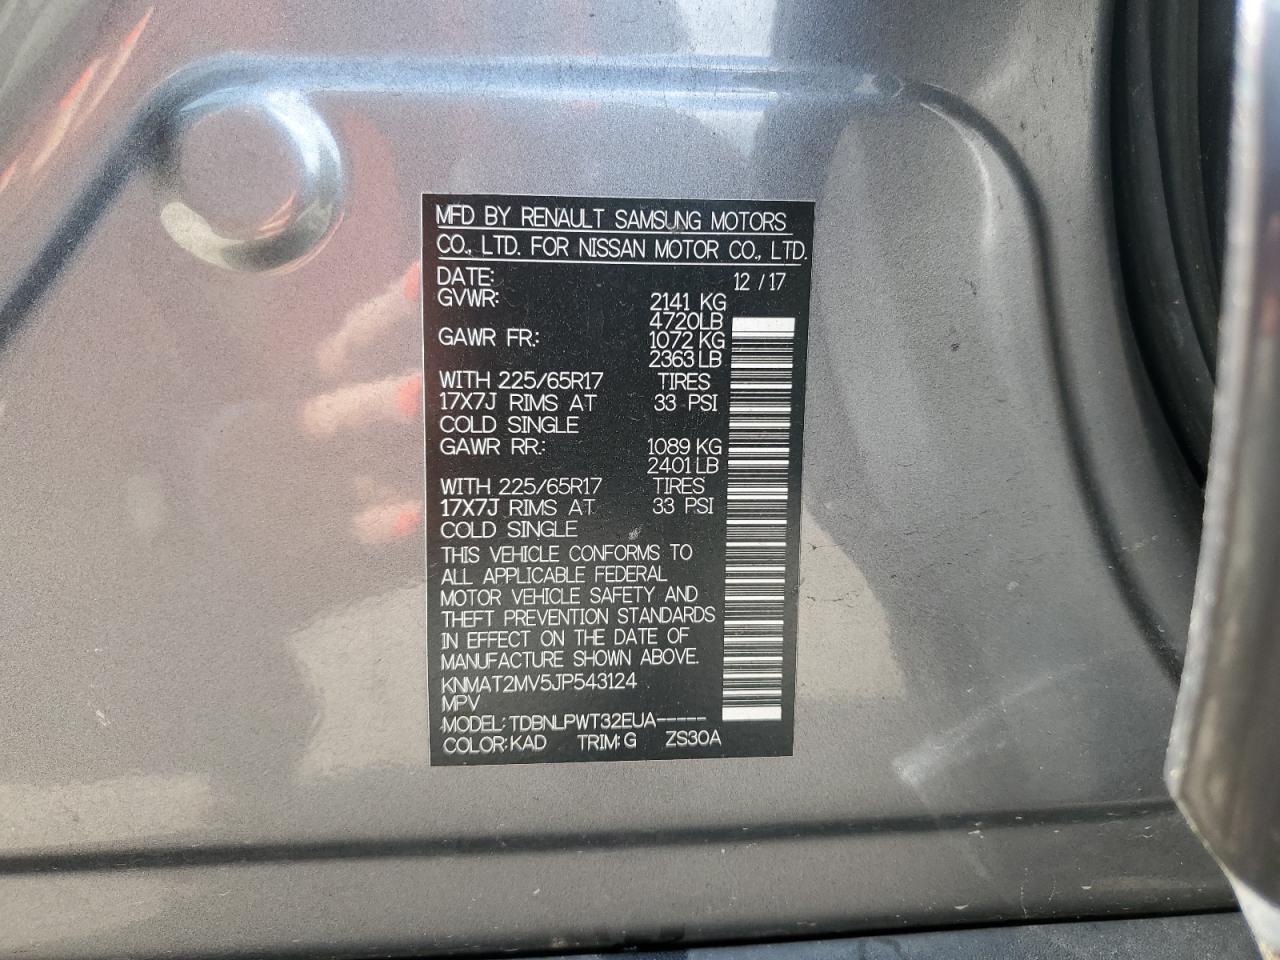 MFD BY RENAULT SAMSUNG MOTORS
CO., LTD. FOR NISSAN MOTOR CO., LTD.
DATE: 12 / 17
GVWR: 2141 KG
4720LB
GAWR FR.: 1072 KG
2363LB
WITH 225/65R17 TIRES
17X7J RIMS AT 33 PSI
COLD SINGLE
GAWR RR.: 1089 KG
2401LB
WITH 225/65R17 TIRES
17X7J RIMS AT 33 PSI
COLD SINGLE
THIS VEHICLE CONFORMS TO
ALL APPLICABLE FEDERAL
MOTOR VEHICLE SAFETY AND
THEFT PREVENTION STANDARDS
IN EFFECT ON THE DATE OF
MANUFACTURE SHOWN ABOVE.
KNMAT2MV5JP543124
MPV
MODEL: TDBNLPWT32EUA-----
COLOR: KAD TRIM: G ZS30A